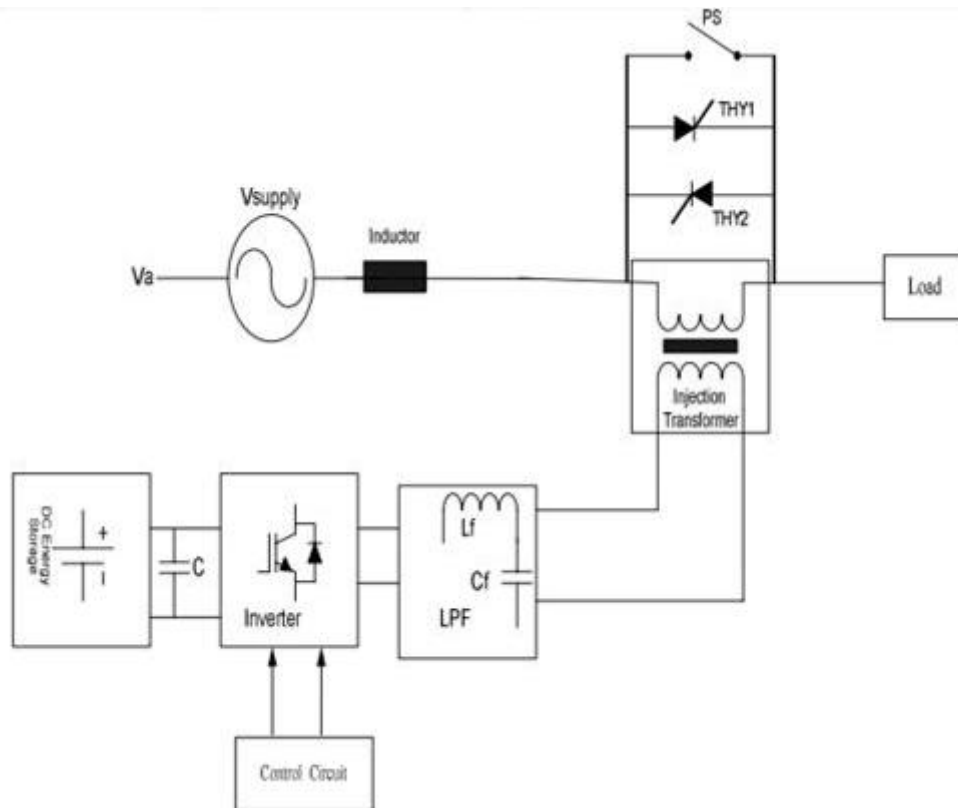 PS
THY1
THY2
Vsupply
Inductor
Va
Load
Injection
Transformer
DC Energy
Storage
+
C
Inverter
Lf
Cf
LPF
Control Circuit